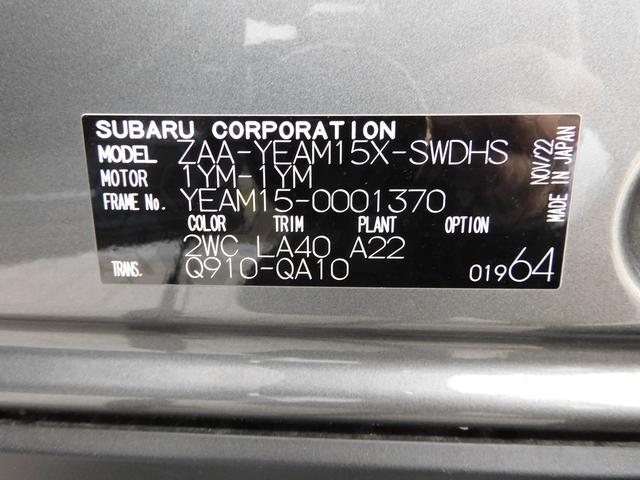 SUBARU CORPORATION
MODEL ZAA-YEAM15X-SWDHS
MOTOR 1YM-1YM
FRAME No. YEAM15-0001370
COLOR TRIM PLANT OPTION
2WC LA40 A22
TRANS. Q910-QA10
01964
NOV/22
MADE IN JAPAN